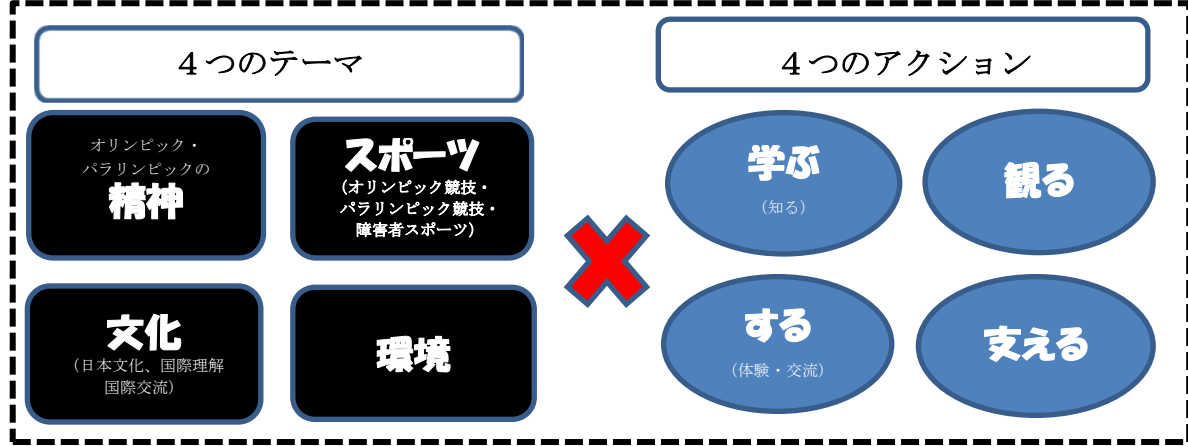 ４つのテーマ
オリンピック・
パラリンピックの
精神
スポーツ
（オリンピック競技・
パラリンピック競技・
障害者スポーツ）
文化
（日本文化、国際理解
国際交流）
環境
４つのアクション
学ぶ
（知る）
観る
する
（体験・交流）
支える